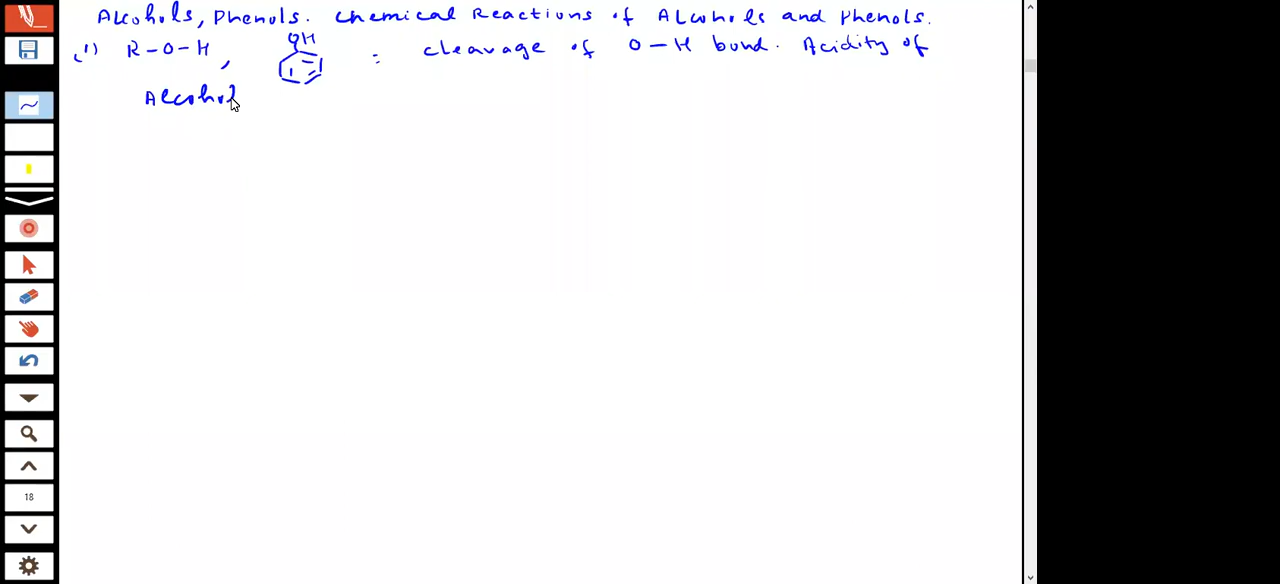 Alcohols, Phenols. Chemical Reactions of Alcohols and Phenols.
(1) R-O-H, OH = cleavage of O-H bond. Acidity of
Alcohol
18